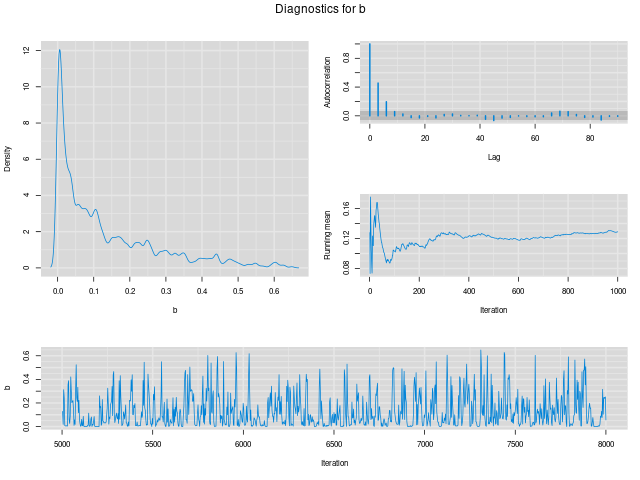 Diagnostics for b
Density
12
10
8
6
4
2
0
0.0 0.1 0.2 0.3 0.4 0.5 0.6
b
Autocorrelation
0.8
0.4
0.0
0 20 40 60 80
Lag
Running mean
0.16
0.12
0.08
0 200 400 600 800 1000
Iteration
b
0.6
0.4
0.2
0.0
5000 5500 6000 6500 7000 7500 8000
Iteration